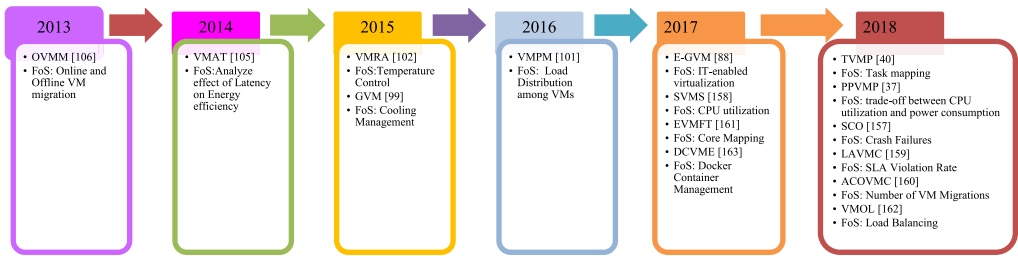 2013
• OVMM [106]
• FoS: Online and
Offline VM
migration
2014
• VMAT [105]
• FoS:Analyze
effect of Latency
on Energy
efficiency
2015
• VMRA [102]
• FoS:Temperature
Control
• GVM [99]
• FoS: Cooling
Management
2016
• VMPM [101]
• FoS: Load
Distribution
among VMs
2017
• E-GVM [88]
• FoS: IT-enabled
virtualization
• SVMS [158]
• FoS: CPU utilization
• EVMFT [161]
• FoS: Core Mapping
• DCVME [163]
• FoS: Docker
Container
Management
2018
• TVMP [40]
• FoS: Task mapping
• PPVMP [37]
• FoS: trade-off between CPU
utilization and power consumption
• SCO [157]
• FoS: Crash Failures
• LAVMC [159]
• FoS: SLA Violation Rate
• ACOVMC [160]
• FoS: Number of VM Migrations
• VMOL [162]
• FoS: Load Balancing